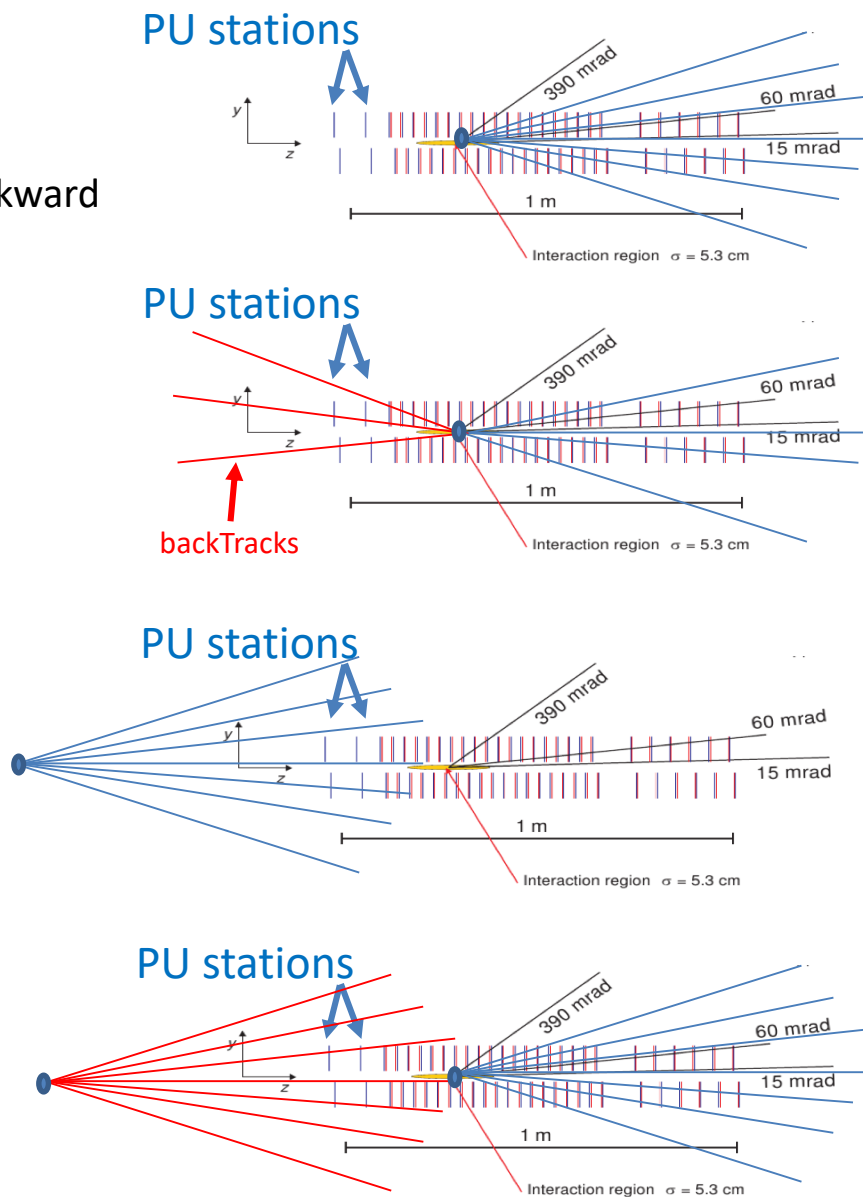 PU stations
390 mrad
60 mrad
y
z
15 mrad
kward
1 m
Interaction region σ = 5.3 cm
PU stations
390 mrad
60 mrad
y
z
15 mrad
1 m
backTracks
Interaction region σ = 5.3 cm
PU stations
390 mrad
60 mrad
y
z
15 mrad
1 m
Interaction region σ = 5.3 cm
PU stations
390 mrad
60 mrad
y
z
15 mrad
1 m
Interaction region σ = 5.3 cm